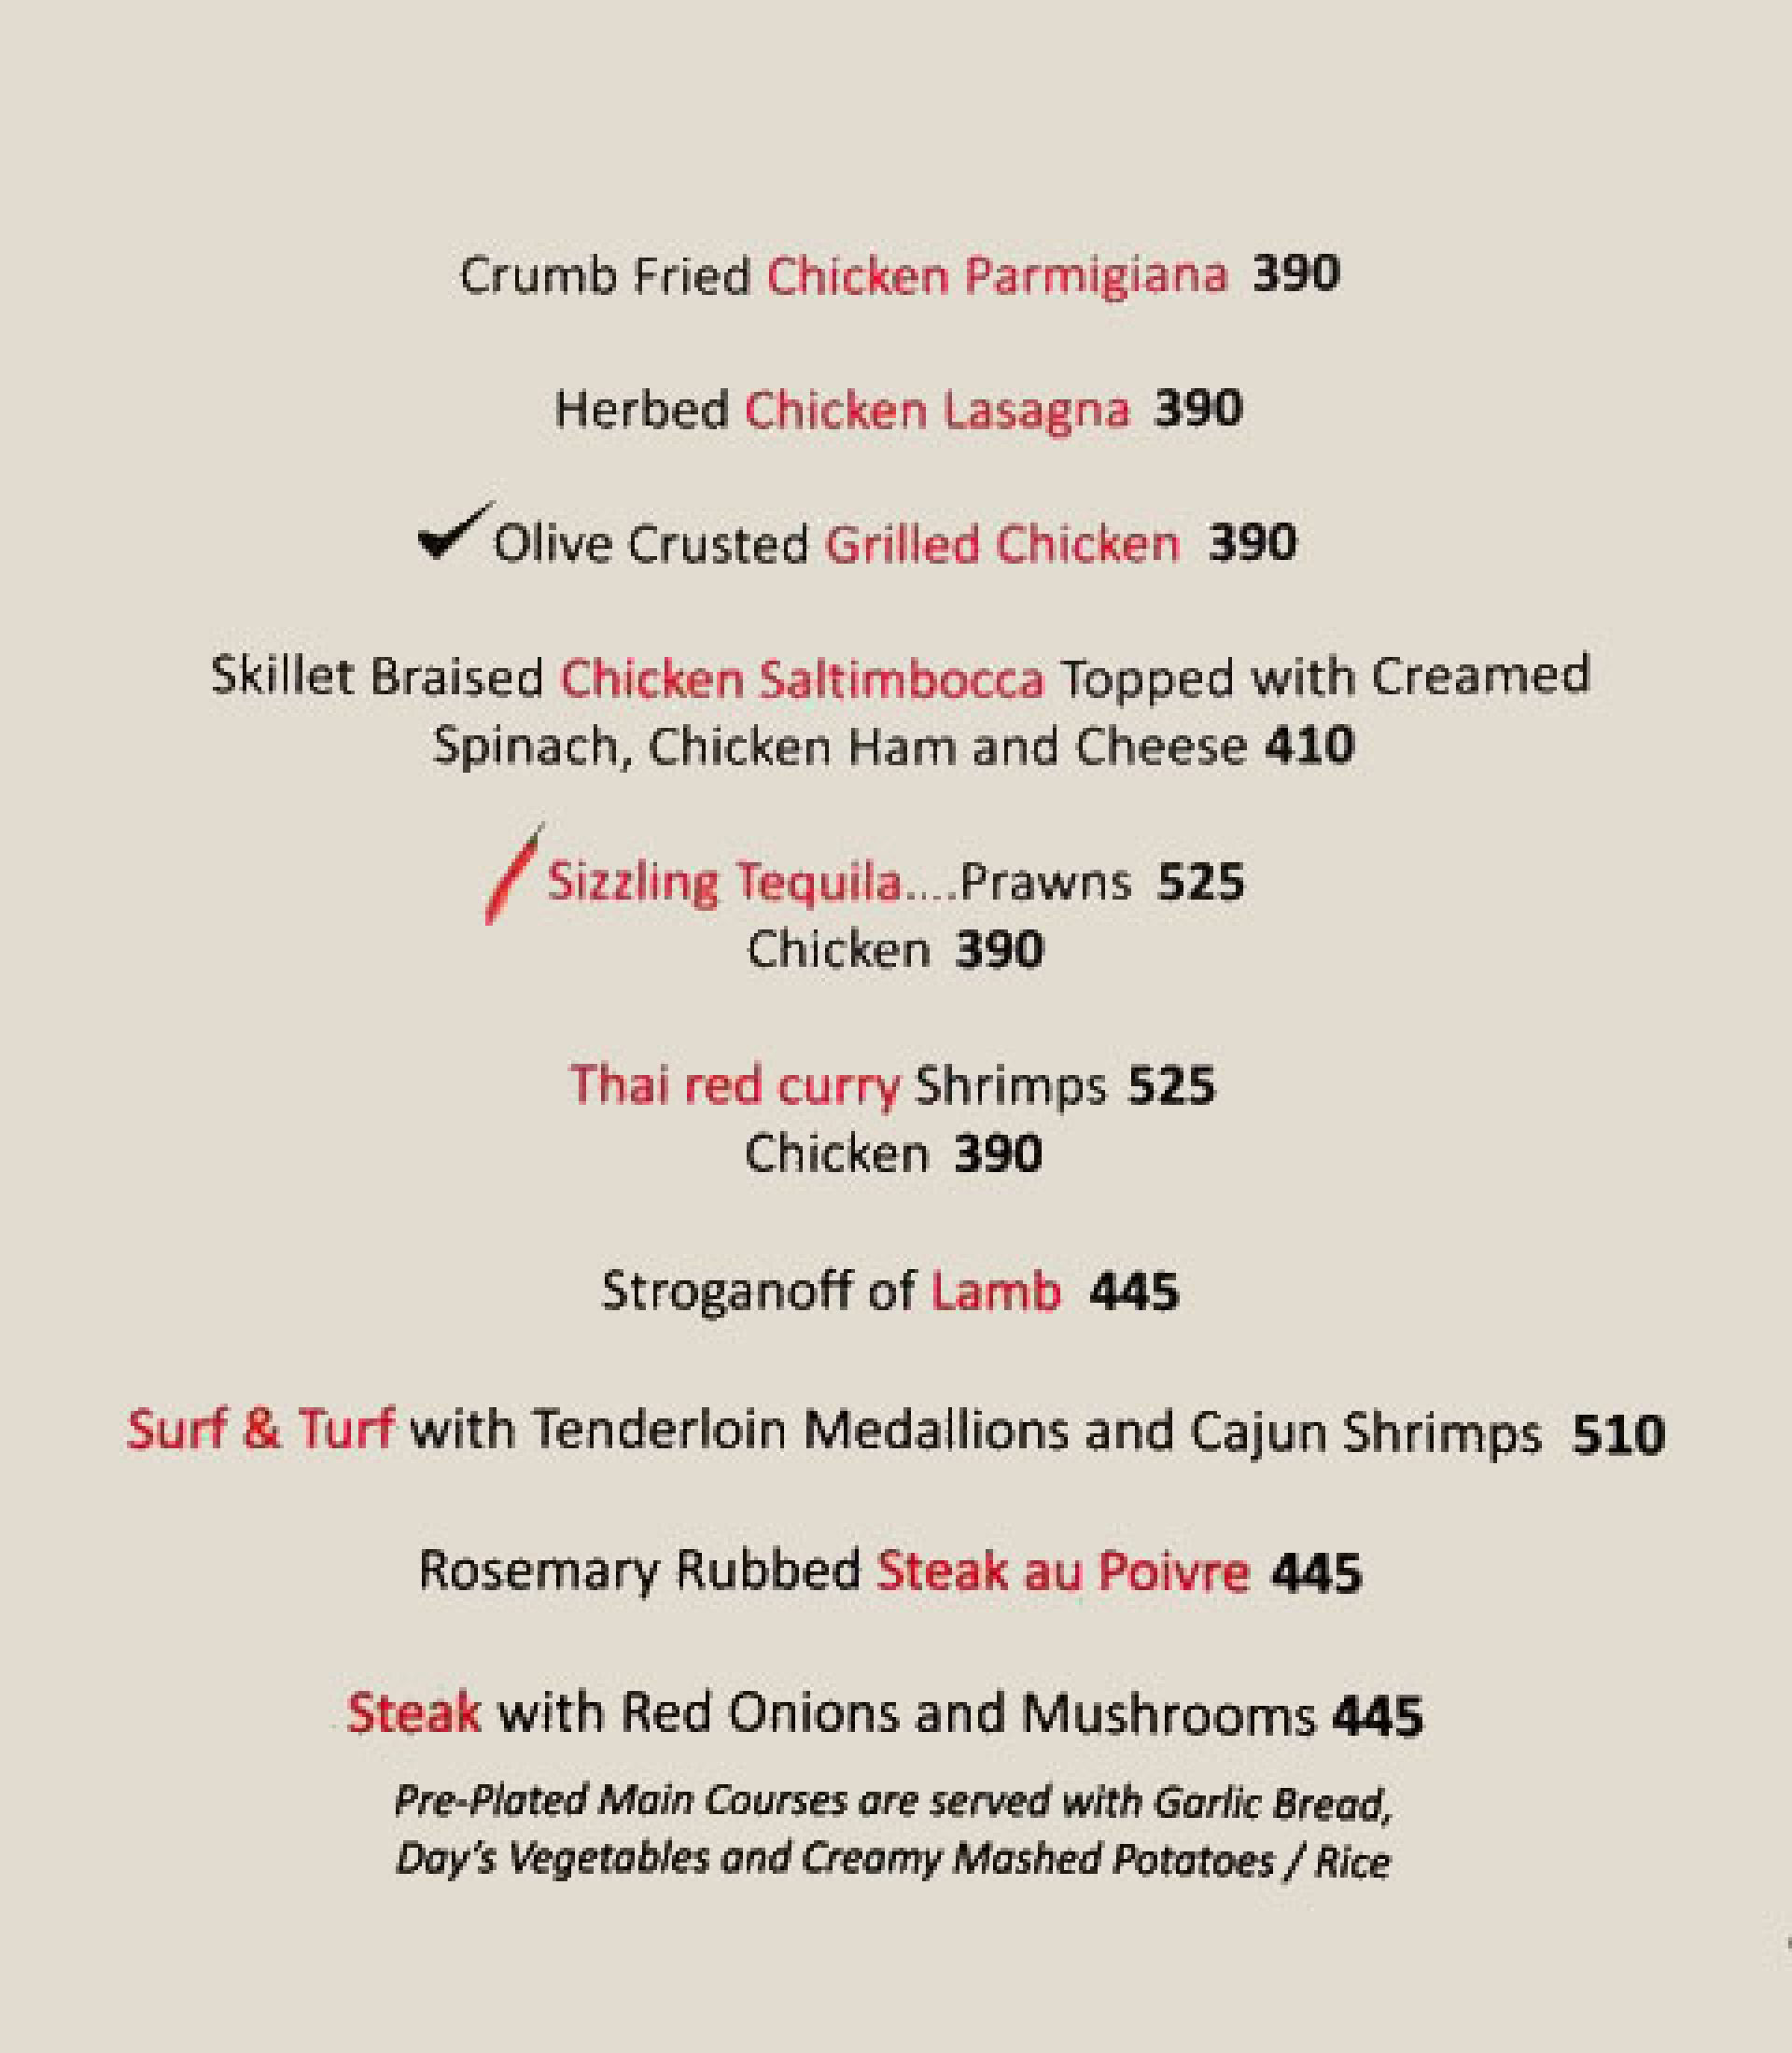 Crumb Fried Chicken Parmigiana 390
Herbed Chicken Lasagna 390
Olive Crusted Grilled Chicken 390
Skillet Braised Chicken Saltimbocca Topped with Creamed
Spinach, Chicken Ham and Cheese 410
Sizzling Tequila....Prawns 525
Chicken 390
Thai red curry Shrimps 525
Chicken 390
Stroganoff of Lamb 445
Surf & Turf with Tenderloin Medallions and Cajun Shrimps 510
Rosemary Rubbed Steak au Poivre 445
Steak with Red Onions and Mushrooms 445
Pre-Plated Main Courses are served with Garlic Bread,
Day's Vegetables and Creamy Mashed Potatoes / Rice